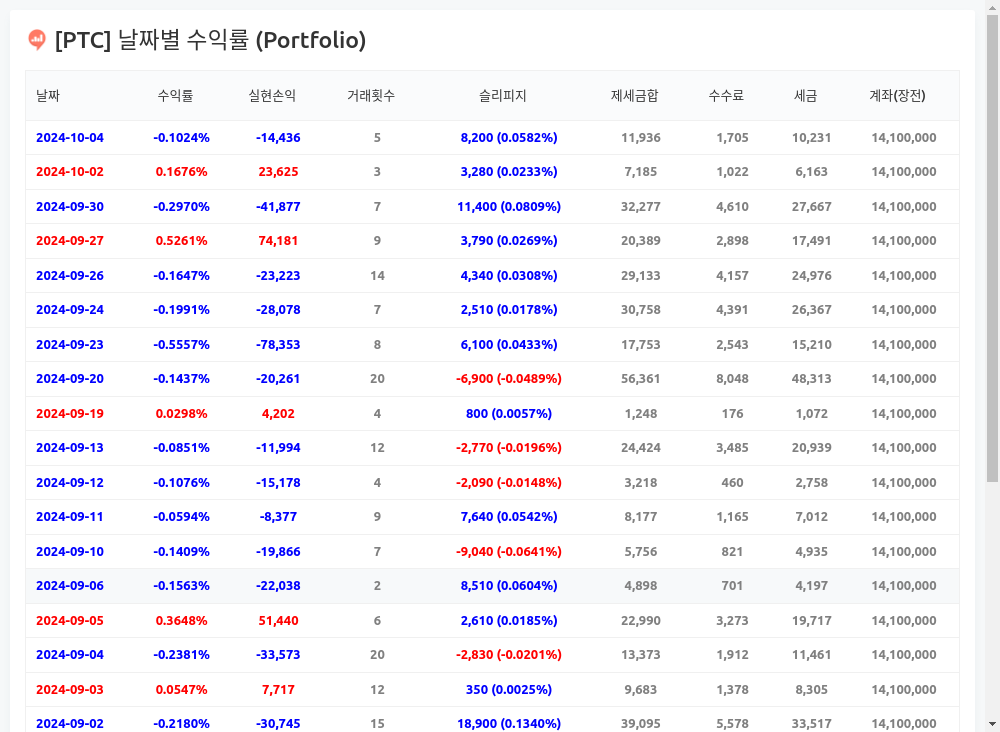 [PTC] 날짜별 수익률 (Portfolio)
날짜 수익률 실현손익 거래횟수 슬리피지 제세금합 수수료 세금 계좌(장전)
2024-10-04 -0.1024% -14,436 5 8,200 (0.0582%) 11,936 1,705 10,231 14,100,000
2024-10-02 0.1676% 23,625 3 3,280 (0.0233%) 7,185 1,022 6,163 14,100,000
2024-09-30 -0.2970% -41,877 7 11,400 (0.0809%) 32,277 4,610 27,667 14,100,000
2024-09-27 0.5261% 74,181 9 3,790 (0.0269%) 20,389 2,898 17,491 14,100,000
2024-09-26 -0.1647% -23,223 14 4,340 (0.0308%) 29,133 4,157 24,976 14,100,000
2024-09-24 -0.1991% -28,078 7 2,510 (0.0178%) 30,758 4,391 26,367 14,100,000
2024-09-23 -0.5557% -78,353 8 6,100 (0.0433%) 17,753 2,543 15,210 14,100,000
2024-09-20 -0.1437% -20,261 20 -6,900 (-0.0489%) 56,361 8,048 48,313 14,100,000
2024-09-19 0.0298% 4,202 4 800 (0.0057%) 1,248 176 1,072 14,100,000
2024-09-13 -0.0851% -11,994 12 -2,770 (-0.0196%) 24,424 3,485 20,939 14,100,000
2024-09-12 -0.1076% -15,178 4 -2,090 (-0.0148%) 3,218 460 2,758 14,100,000
2024-09-11 -0.0594% -8,377 9 7,640 (0.0542%) 8,177 1,165 7,012 14,100,000
2024-09-10 -0.1409% -19,866 7 -9,040 (-0.0641%) 5,756 821 4,935 14,100,000
2024-09-06 -0.1563% -22,038 2 8,510 (0.0604%) 4,898 701 4,197 14,100,000
2024-09-05 0.3648% 51,440 6 2,610 (0.0185%) 22,990 3,273 19,717 14,100,000
2024-09-04 -0.2381% -33,573 20 -2,830 (-0.0201%) 13,373 1,912 11,461 14,100,000
2024-09-03 0.0547% 7,717 12 350 (0.0025%) 9,683 1,378 8,305 14,100,000
2024-09-02 -0.2180% -30,745 15 18,900 (0.1340%) 39,095 5,578 33,517 14,100,000